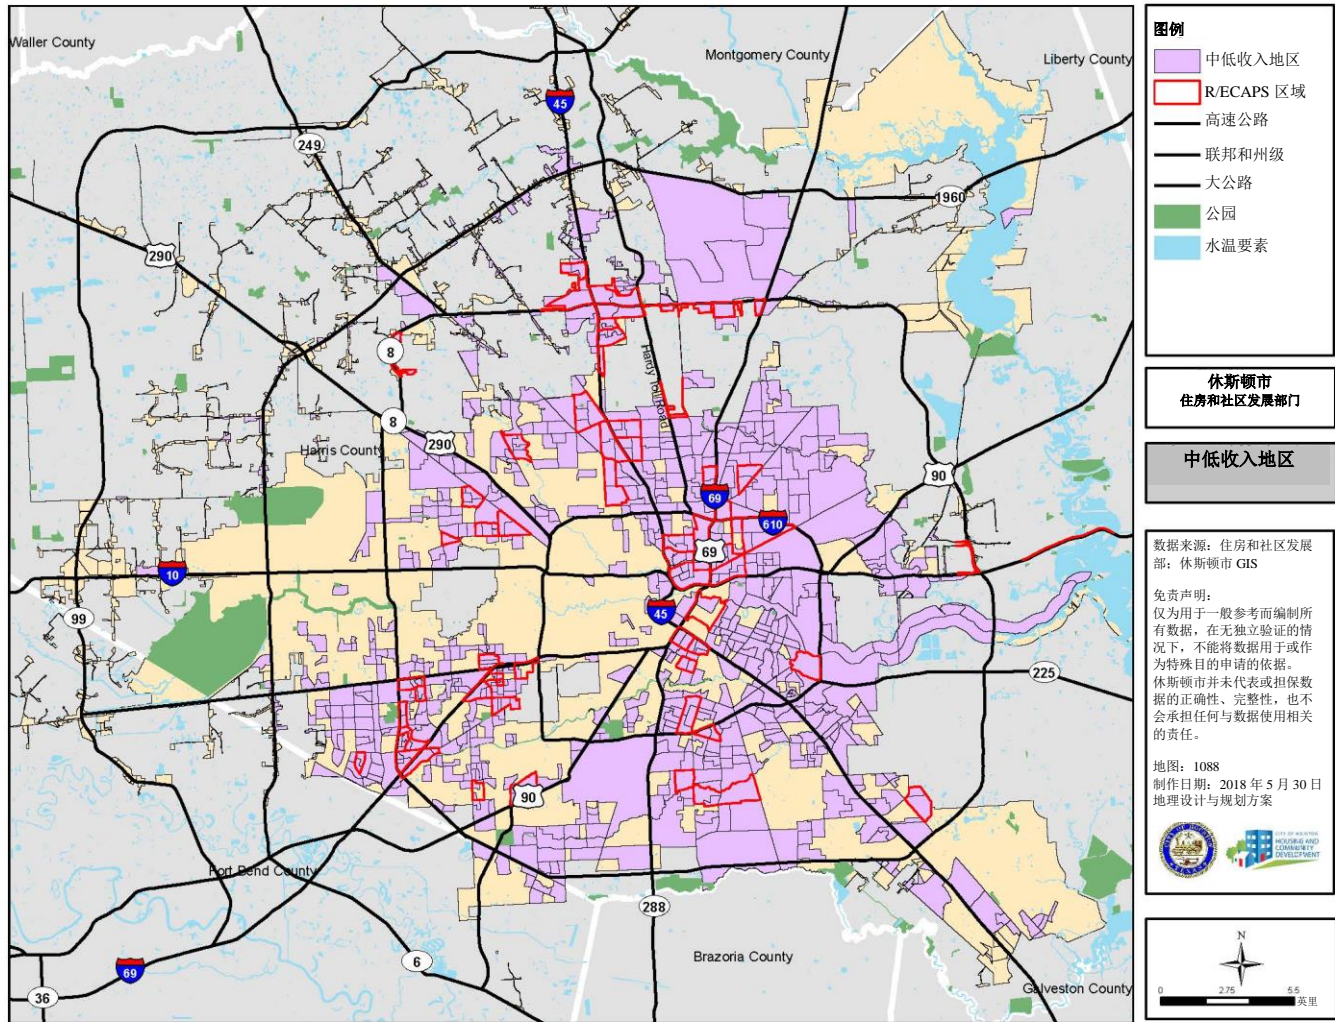 Waller County
Montgomery County
Liberty County
45
249
1960
290
8
Hardy Toll Road
8
290
Harris County
90
69
610
69
10
45
99
225
90
Fort Bend County
288
6
69
36
Brazoria County
Galveston County
图例
中低收入地区
R/ECAPS 区域
高速公路
联邦和州级
大公路
公园
水温要素
休斯顿市
住房和社区发展部门
中低收入地区
数据来源：住房和社区发展
部；休斯顿市 GIS
免责声明：
仅为用于一般参考而编制所
有数据，在无独立验证的情
况下，不能将数据用于或作
为特殊目的申请的依据。
休斯顿市并未代表或担保数
据的正确性、完整性，也不
会承担任何与数据使用相关
的责任。
地图：1088
制作日期：2018 年 5 月 30 日
地理设计与规划方案
CITY OF HOUSTON
HOUSING AND
COMMUNITY
DEVELOPMENT
N
0 2.75 5.5
英里